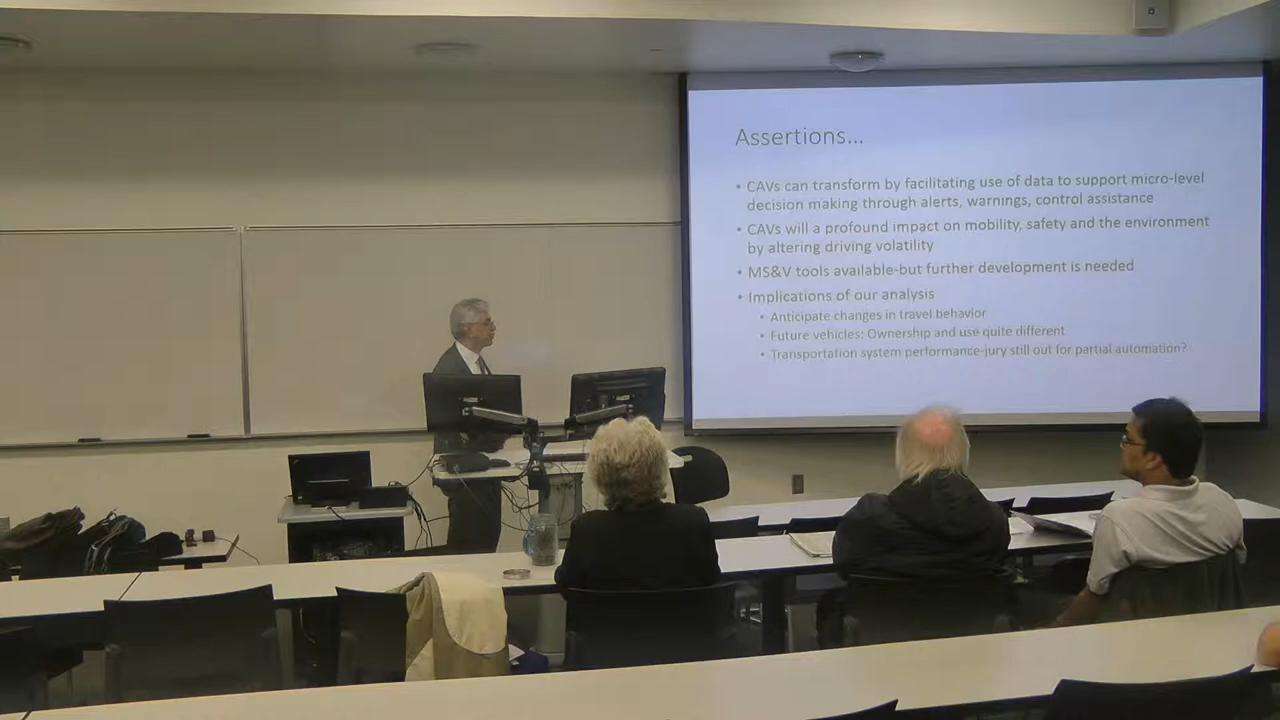 Assertions...
• CAVs can transform by facilitating use of data to support micro-level
decision making through alerts, warnings, control assistance
• CAVs will a profound impact on mobility, safety and the environment
by altering driving volatility
• MS&V tools available-but further development is needed
• Implications of our analysis
• Anticipate changes in travel behavior
• Future vehicles: Ownership and use quite different
• Transportation system performance-jury still out for partial automation?